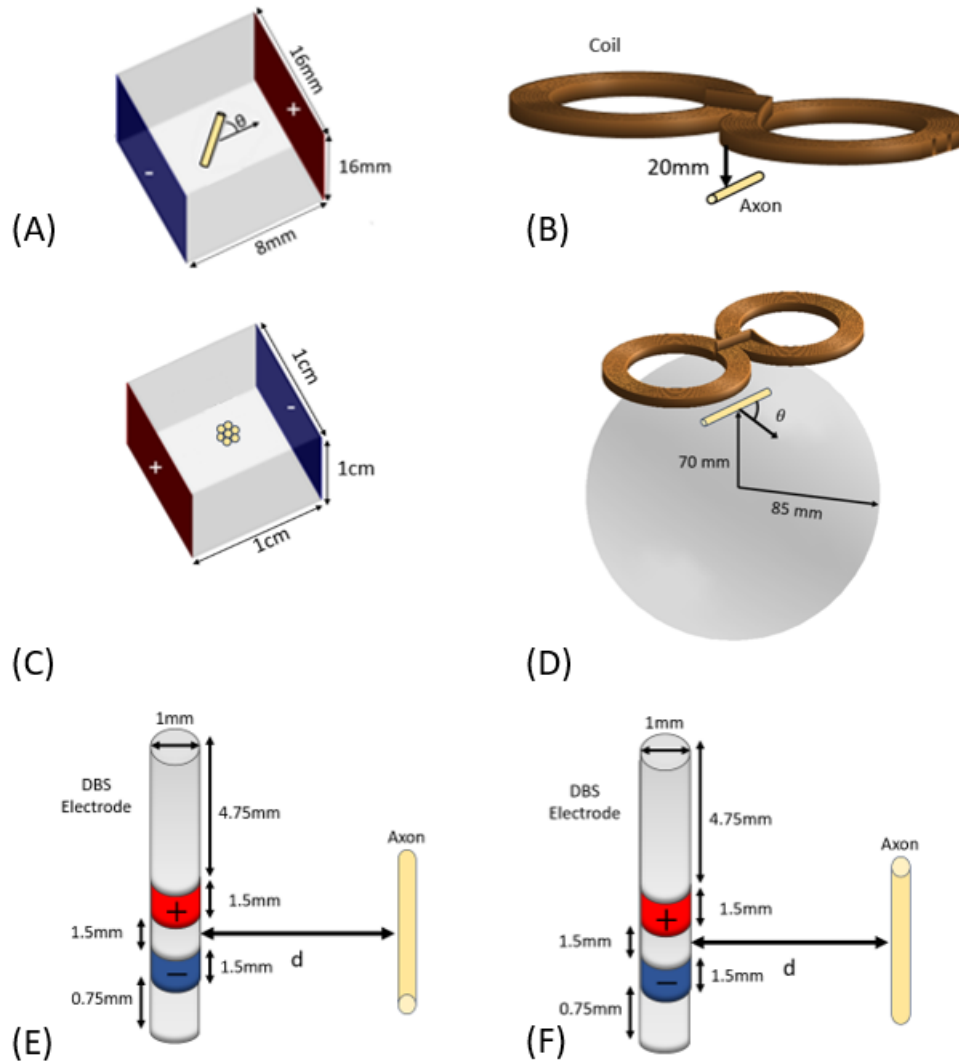 16mm
+
θ
16mm
-
8mm
(A)
Coil
20mm
Axon
(B)
1cm
-
+
1cm
1cm
(C)
θ
70 mm
85 mm
(D)
1mm
DBS
Electrode
4.75mm
Axon
+
1.5mm
1.5mm
d
−
1.5mm
0.75mm
(E)
1mm
DBS
Electrode
4.75mm
Axon
+
1.5mm
1.5mm
d
−
1.5mm
0.75mm
(F)